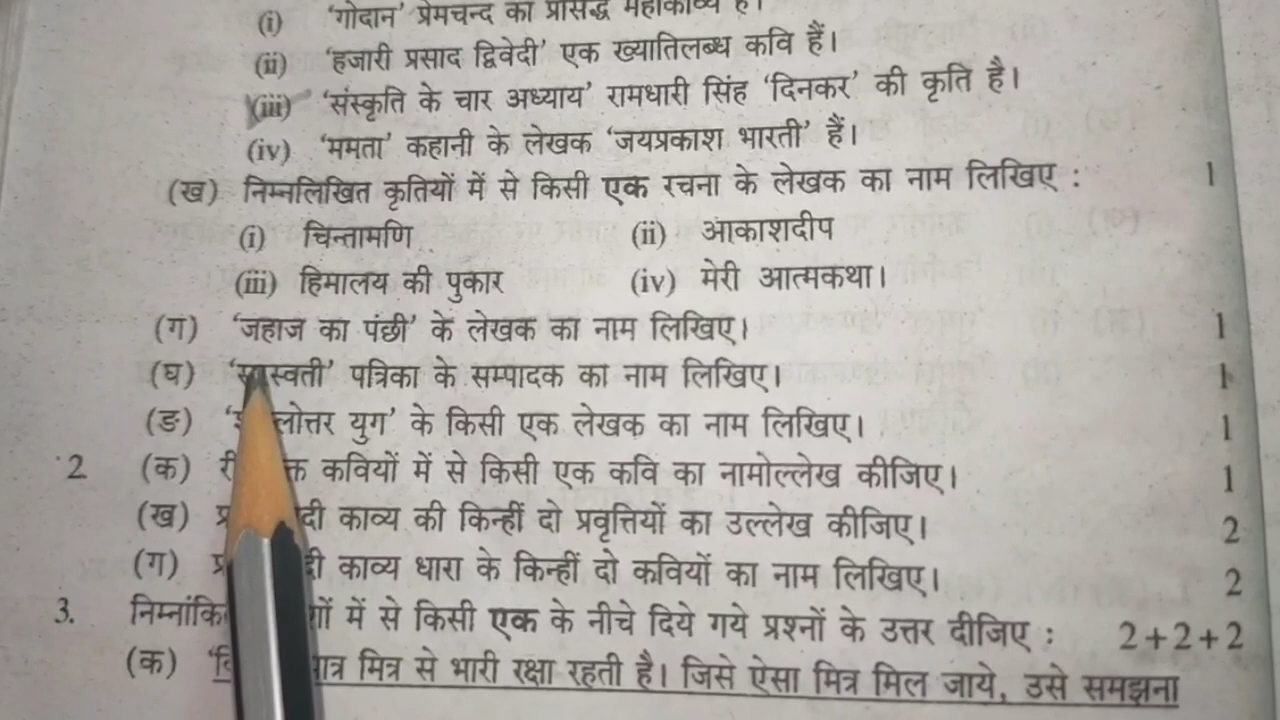 (i) 'गोदान' प्रेमचन्द का प्रसिद्ध महाकाव्य है।
(ii) 'हजारी प्रसाद द्विवेदी' एक ख्यातिलब्ध कवि हैं।
(iii) 'संस्कृति के चार अध्याय' रामधारी सिंह 'दिनकर' की कृति है।
(iv) 'ममता' कहानी के लेखक 'जयप्रकाश भारती' हैं।
(ख) निम्नलिखित कृतियों में से किसी एक रचना के लेखक का नाम लिखिए : 1
(i) चिन्तामणि (ii) आकाशदीप
(iii) हिमालय की पुकार (iv) मेरी आत्मकथा।
(ग) 'जहाज का पंछी' के लेखक का नाम लिखिए। 1
(घ) 'सरस्वती' पत्रिका के सम्पादक का नाम लिखिए। 1
(ङ) के किसी एक लेखक का नाम लिखिए। 1
2 (क) कवियों में से किसी एक कवि का नामोल्लेख कीजिए। 1
(ख) काव्य की किन्हीं दो प्रवृत्तियों का उल्लेख कीजिए। 2
(ग) काव्य धारा के किन्हीं दो कवियों का नाम लिखिए। 2
3. में से किसी एक के नीचे दिये गये प्रश्नों के उत्तर दीजिए : 2+2+2
(क) मित्र से भारी रक्षा रहती है। जिसे ऐसा मित्र मिल जाये, उसे समझना